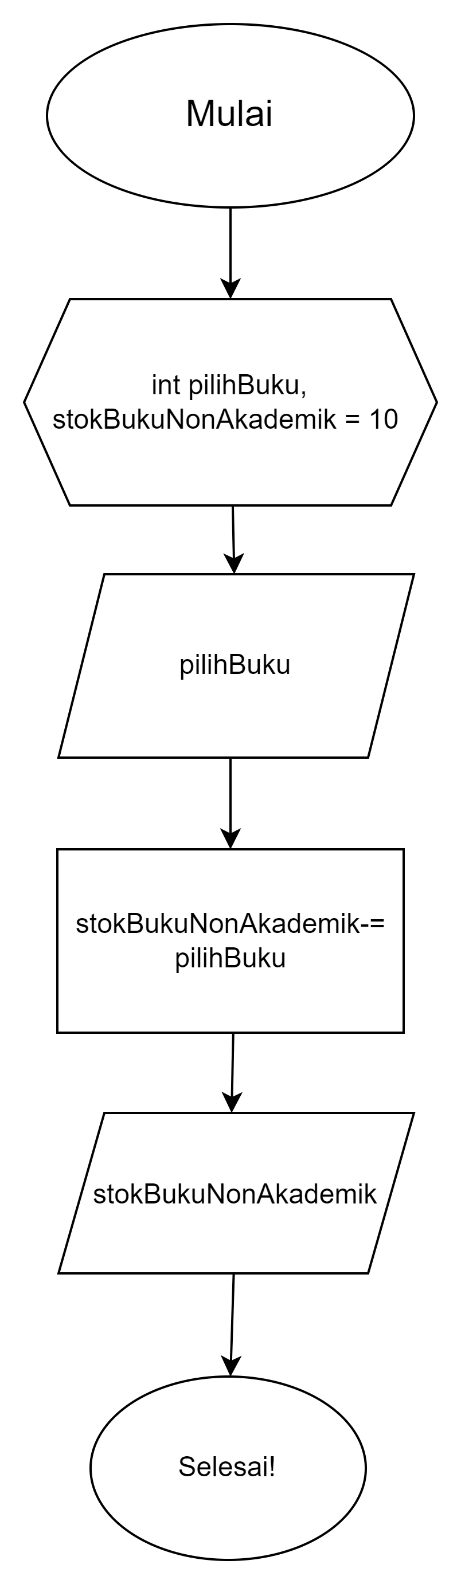 Mulai
int pilihBuku,
stokBukuNonAkademik = 10
pilihBuku
stokBukuNonAkademik-=
pilihBuku
stokBukuNonAkademik
Selesai!